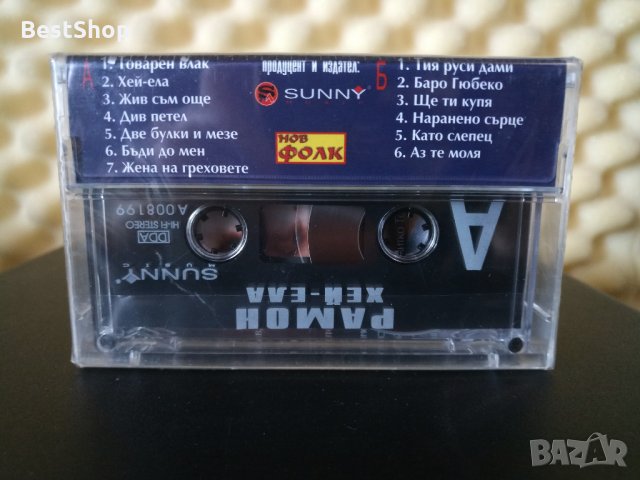 BestShop
А
1. Товарен влак
2. Хей-ела
3. Жив съм още
4. Див петел
5. Две булки и мезе
6. Бъди до мен
7. Жена на греховете
продуцент и издател:
SUNNY
НОВ
ФОЛК
Б
1. Тия руси дами
2. Баро Гюбеко
3. Ще ти купя
4. Наранено сърце
5. Като слепец
6. Аз те моля
A
A 008199
HI-FI STEREO
DDA
SUNNY
MUSIC
РАМОН
ХЕЙ-ЕЛА
BAZAR